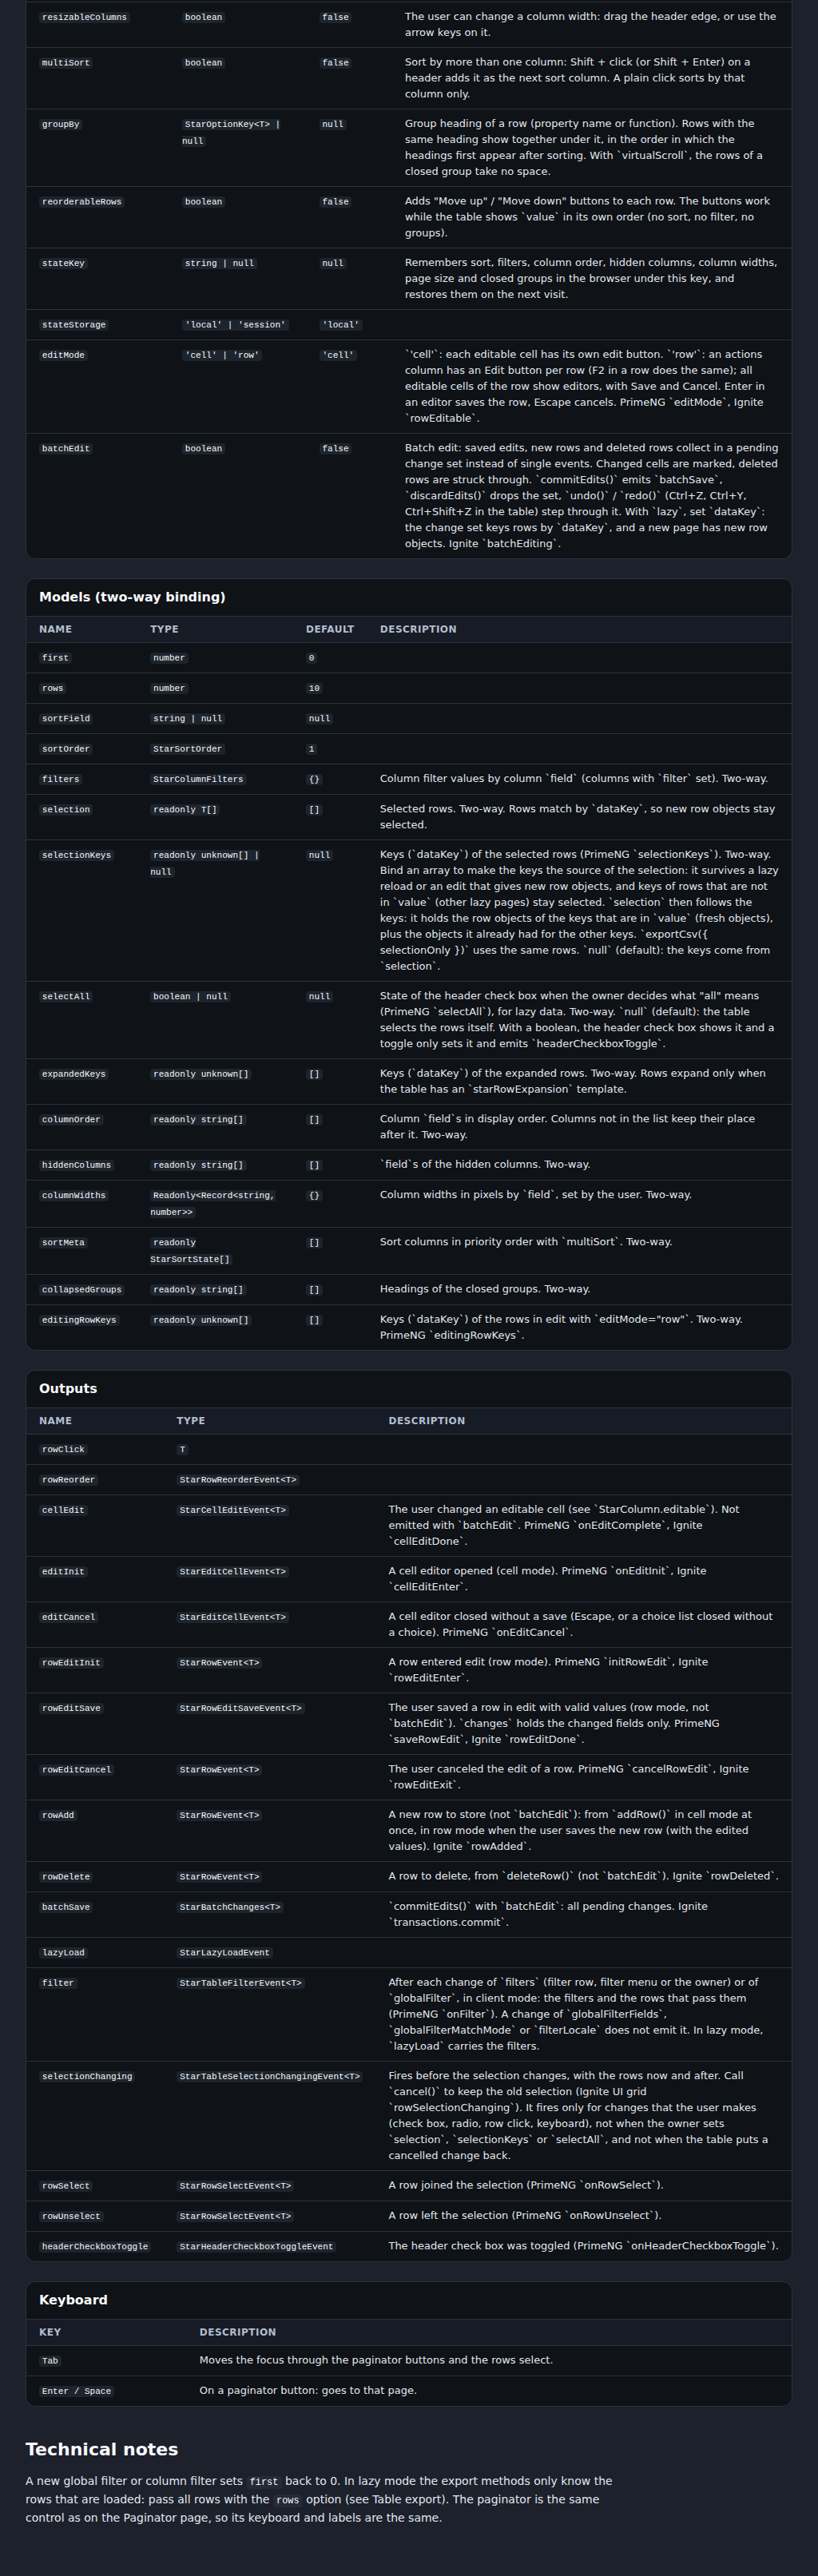 resizableColumns boolean false The user can change a column width: drag the header edge, or use the
arrow keys on it.
multiSort boolean false Sort by more than one column: Shift + click (or Shift + Enter) on a
header adds it as the next sort column. A plain click sorts by that
column only.
groupBy StarOptionKey<T> | null Group heading of a row (property name or function). Rows with the
null same heading show together under it, in the order in which the
headings first appear after sorting. With `virtualScroll`, the rows of a
closed group take no space.
reorderableRows boolean false Adds "Move up" / "Move down" buttons to each row. The buttons work
while the table shows `value` in its own order (no sort, no filter, no
groups).
stateKey string | null null Remembers sort, filters, column order, hidden columns, column widths,
page size and closed groups in the browser under this key, and
restores them on the next visit.
stateStorage 'local' | 'session' 'local'
editMode 'cell' | 'row' 'cell' `'cell'`: each editable cell has its own edit button. `'row'`: an actions
column has an Edit button per row (F2 in a row does the same); all
editable cells of the row show editors, with Save and Cancel. Enter in
an editor saves the row, Escape cancels. PrimeNG `editMode`, Ignite
`rowEditable`.
batchEdit boolean false Batch edit: saved edits, new rows and deleted rows collect in a pending
change set instead of single events. Changed cells are marked, deleted
rows are struck through. `commitEdits()` emits `batchSave`,
`discardEdits()` drops the set, `undo()` / `redo()` (Ctrl+Z, Ctrl+Y,
Ctrl+Shift+Z in the table) step through it. With `lazy`, set `dataKey`:
the change set keys rows by `dataKey`, and a new page has new row
objects. Ignite `batchEditing`.
Models (two-way binding)
NAME TYPE DEFAULT DESCRIPTION
first number 0
rows number 10
sortField string | null null
sortOrder StarSortOrder 1
filters StarColumnFilters {} Column filter values by column `field` (columns with `filter` set). Two-way.
selection readonly T[] [] Selected rows. Two-way. Rows match by `dataKey`, so new row objects stay
selected.
selectionKeys readonly unknown[] | null Keys (`dataKey`) of the selected rows (PrimeNG `selectionKeys`). Two-way.
null Bind an array to make the keys the source of the selection: it survives a lazy
reload or an edit that gives new row objects, and keys of rows that are not
in `value` (other lazy pages) stay selected. `selection` then follows the
keys: it holds the row objects of the keys that are in `value` (fresh objects),
plus the objects it already had for the other keys. `exportCsv({
selectionOnly })` uses the same rows. `null` (default): the keys come from
`selection`.
selectAll boolean | null null State of the header check box when the owner decides what "all" means
(PrimeNG `selectAll`), for lazy data. Two-way. `null` (default): the table
selects the rows itself. With a boolean, the header check box shows it and a
toggle only sets it and emits `headerCheckboxToggle`.
expandedKeys readonly unknown[] [] Keys (`dataKey`) of the expanded rows. Two-way. Rows expand only when
the table has an `starRowExpansion` template.
columnOrder readonly string[] [] Column `field`s in display order. Columns not in the list keep their place
after it. Two-way.
hiddenColumns readonly string[] [] `field`s of the hidden columns. Two-way.
columnWidths Readonly<Record<string, {} Column widths in pixels by `field`, set by the user. Two-way.
number>>
sortMeta readonly [] Sort columns in priority order with `multiSort`. Two-way.
StarSortState[]
collapsedGroups readonly string[] [] Headings of the closed groups. Two-way.
editingRowKeys readonly unknown[] [] Keys (`dataKey`) of the rows in edit with `editMode="row"`. Two-way.
PrimeNG `editingRowKeys`.
Outputs
NAME TYPE DESCRIPTION
rowClick T
rowReorder StarRowReorderEvent<T>
cellEdit StarCellEditEvent<T> The user changed an editable cell (see `StarColumn.editable`). Not
emitted with `batchEdit`. PrimeNG `onEditComplete`, Ignite
`cellEditDone`.
editInit StarEditCellEvent<T> A cell editor opened (cell mode). PrimeNG `onEditInit`, Ignite
`cellEditEnter`.
editCancel StarEditCellEvent<T> A cell editor closed without a save (Escape, or a choice list closed without
a choice). PrimeNG `onEditCancel`.
rowEditInit StarRowEvent<T> A row entered edit (row mode). PrimeNG `initRowEdit`, Ignite
`rowEditEnter`.
rowEditSave StarRowEditSaveEvent<T> The user saved a row in edit with valid values (row mode, not
`batchEdit`). `changes` holds the changed fields only. PrimeNG
`saveRowEdit`, Ignite `rowEditDone`.
rowEditCancel StarRowEvent<T> The user canceled the edit of a row. PrimeNG `cancelRowEdit`, Ignite
`rowEditExit`.
rowAdd StarRowEvent<T> A new row to store (not `batchEdit`): from `addRow()` in cell mode at
once, in row mode when the user saves the new row (with the edited
values). Ignite `rowAdded`.
rowDelete StarRowEvent<T> A row to delete, from `deleteRow()` (not `batchEdit`). Ignite `rowDeleted`.
batchSave StarBatchChanges<T> `commitEdits()` with `batchEdit`: all pending changes. Ignite
`transactions.commit`.
lazyLoad StarLazyLoadEvent
filter StarTableFilterEvent<T> After each change of `filters` (filter row, filter menu or the owner) or of
`globalFilter`, in client mode: the filters and the rows that pass them
(PrimeNG `onFilter`). A change of `globalFilterFields`,
`globalFilterMatchMode` or `filterLocale` does not emit it. In lazy mode,
`lazyLoad` carries the filters.
selectionChanging StarTableSelectionChangingEvent<T> Fires before the selection changes, with the rows now and after. Call
`cancel()` to keep the old selection (Ignite UI grid
`rowSelectionChanging`). It fires only for changes that the user makes
(check box, radio, row click, keyboard), not when the owner sets
`selection`, `selectionKeys` or `selectAll`, and not when the table puts a
cancelled change back.
rowSelect StarRowSelectEvent<T> A row joined the selection (PrimeNG `onRowSelect`).
rowUnselect StarRowSelectEvent<T> A row left the selection (PrimeNG `onRowUnselect`).
headerCheckboxToggle StarHeaderCheckboxToggleEvent The header check box was toggled (PrimeNG `onHeaderCheckboxToggle`).
Keyboard
KEY DESCRIPTION
Tab Moves the focus through the paginator buttons and the rows select.
Enter / Space On a paginator button: goes to that page.
Technical notes
A new global filter or column filter sets first back to 0. In lazy mode the export methods only know the
rows that are loaded: pass all rows with the rows option (see Table export). The paginator is the same
control as on the Paginator page, so its keyboard and labels are the same.